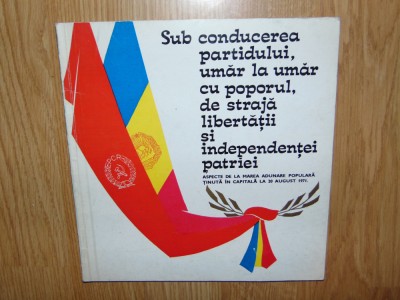 Sub conducerea
partidului,
umăr la umăr
cu poporul,
de strajă
libertății
și
independenței
patriei
ASPECTE DE LA MAREA ADUNARE POPULARĂ
ȚINUTĂ ÎN CAPITALĂ LA 20 AUGUST 1971.